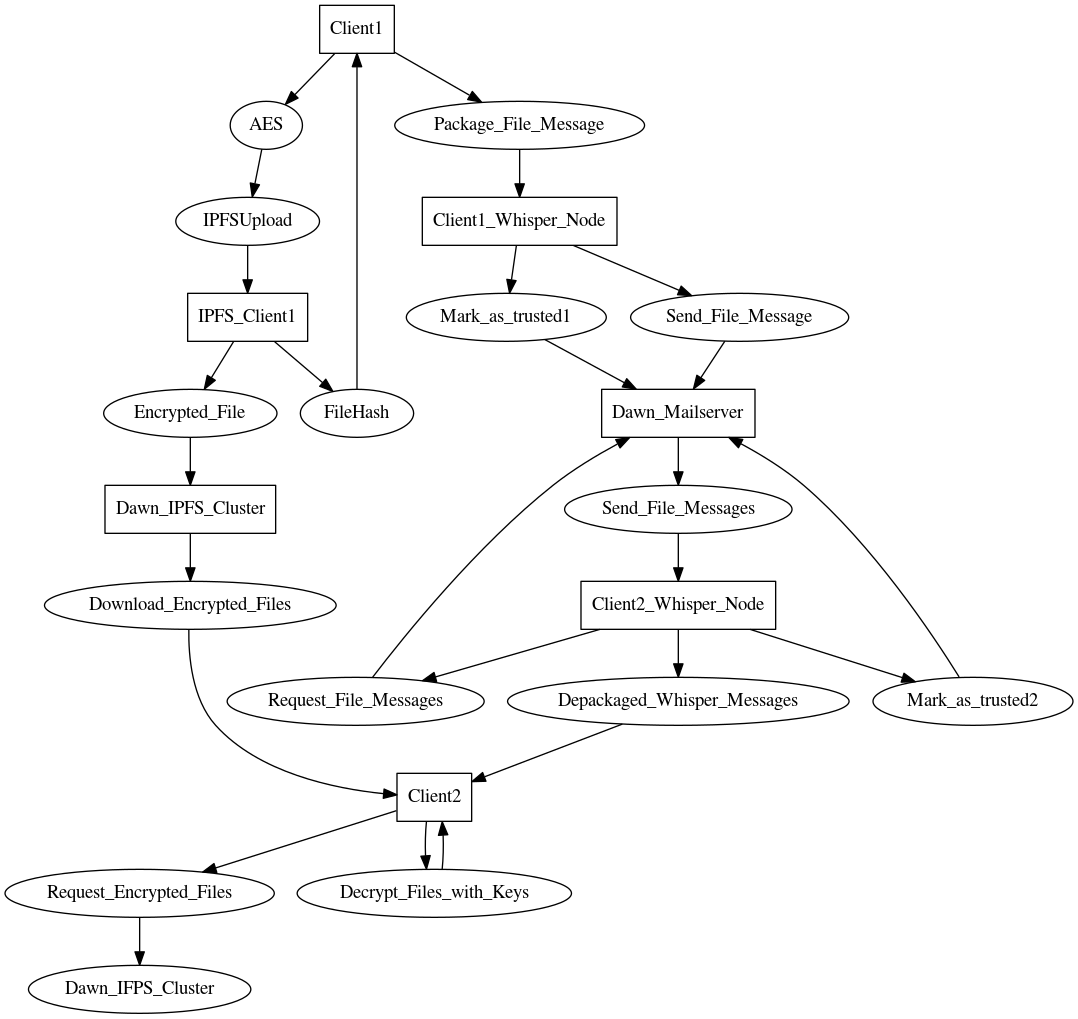 Client1
AES
Package_File_Message
IPFSUpload
Client1_Whisper_Node
IPFS_Client1
Mark_as_trusted1
Send_File_Message
Encrypted_File
FileHash
Dawn_Mailserver
Dawn_IPFS_Cluster
Send_File_Messages
Download_Encrypted_Files
Client2_Whisper_Node
Request_File_Messages
Depackaged_Whisper_Messages
Mark_as_trusted2
Client2
Request_Encrypted_Files
Decrypt_Files_with_Keys
Dawn_IFPS_Cluster